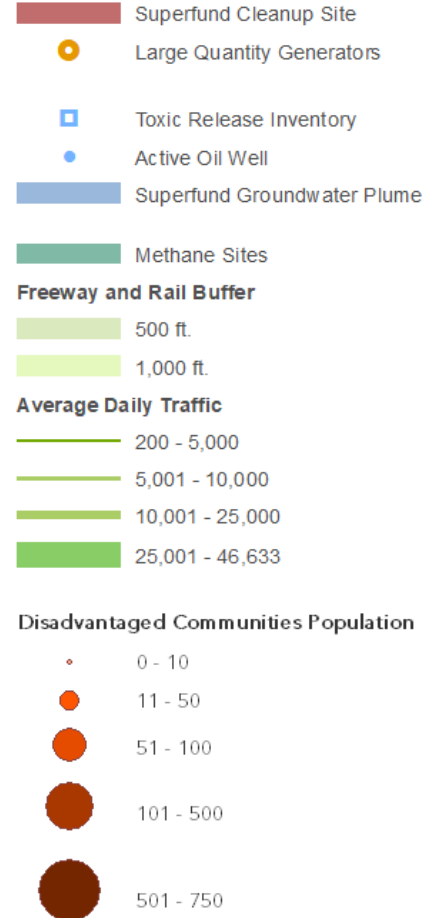 Superfund Cleanup Site
Large Quantity Generators
Toxic Release Inventory
Active Oil Well
Superfund Groundwater Plume
Methane Sites
Freeway and Rail Buffer
500 ft.
1,000 ft.
Average Daily Traffic
200 - 5,000
5,001 - 10,000
10,001 - 25,000
25,001 - 46,633
Disadvantaged Communities Population
0 - 10
11 - 50
51 - 100
101 - 500
501 - 750